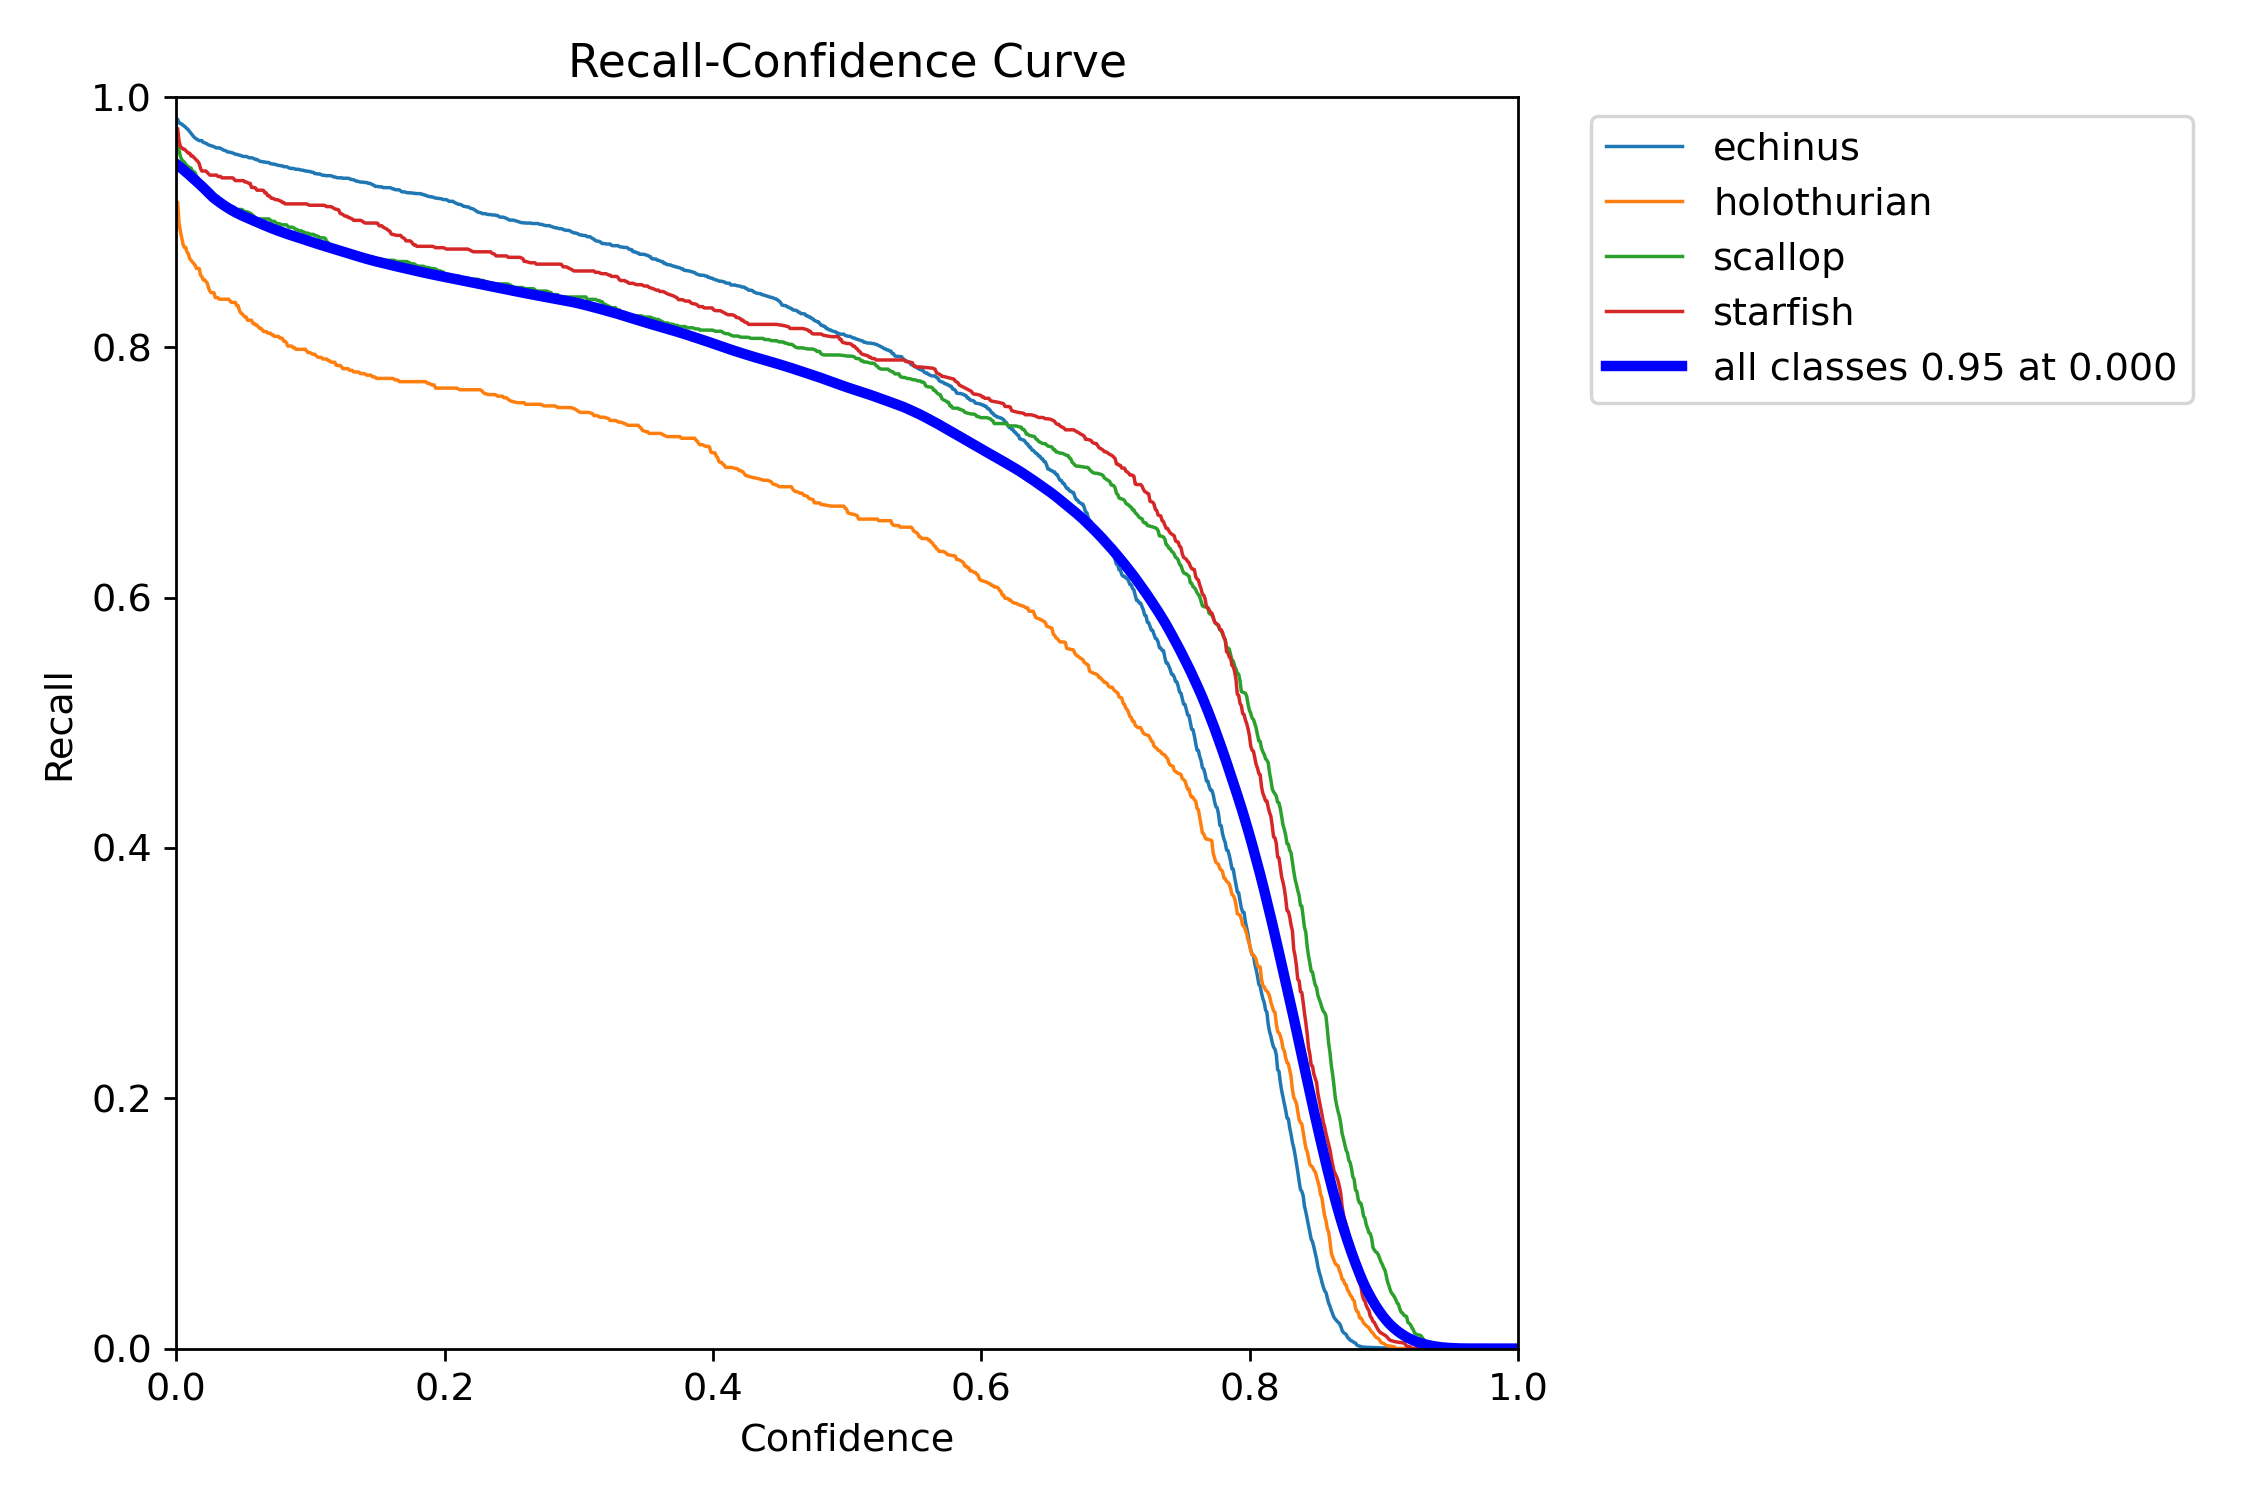 Recall-Confidence Curve
1.0
0.8
0.6
0.4
0.2
0.0
Recall
0.0 0.2 0.4 0.6 0.8 1.0
Confidence
echinus
holothurian
scallop
starfish
all classes 0.95 at 0.000